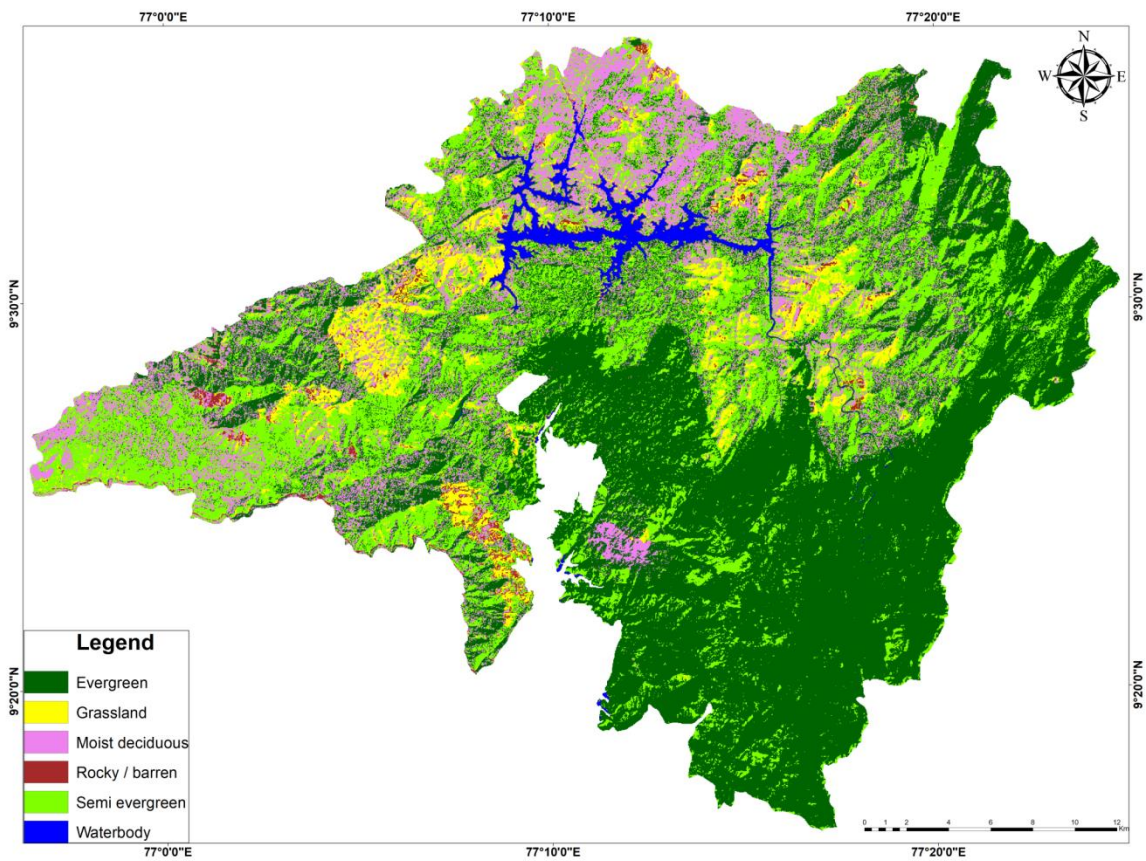 77°0'0"E 77°10'0"E 77°20'0"E
N
W E
S
9°30'0"N 9°30'0"N
9°20'0"N 9°20'0"N
Legend
Evergreen
Grassland
Moist deciduous
Rocky / barren
Semi evergreen
Waterbody
0 1 2 4 6 8 10 12
Km
77°0'0"E 77°10'0"E 77°20'0"E